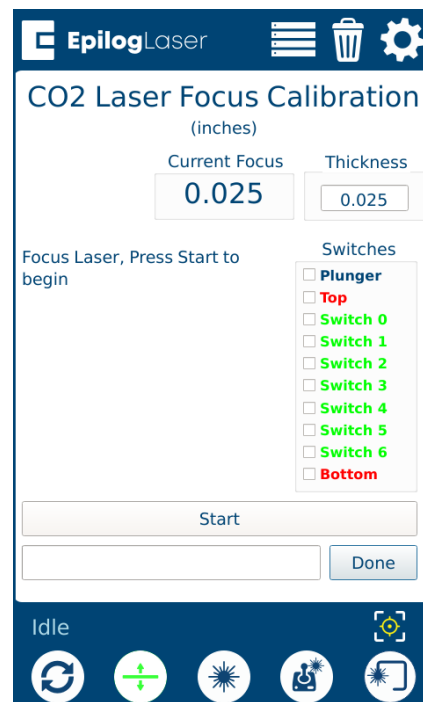 EpilogLaser
CO2 Laser Focus Calibration
(inches)
Current Focus
0.025
Thickness
0.025
Focus Laser, Press Start to
begin
Switches
Plunger
Top
Switch 0
Switch 1
Switch 2
Switch 3
Switch 4
Switch 5
Switch 6
Bottom
Start
Done
Idle